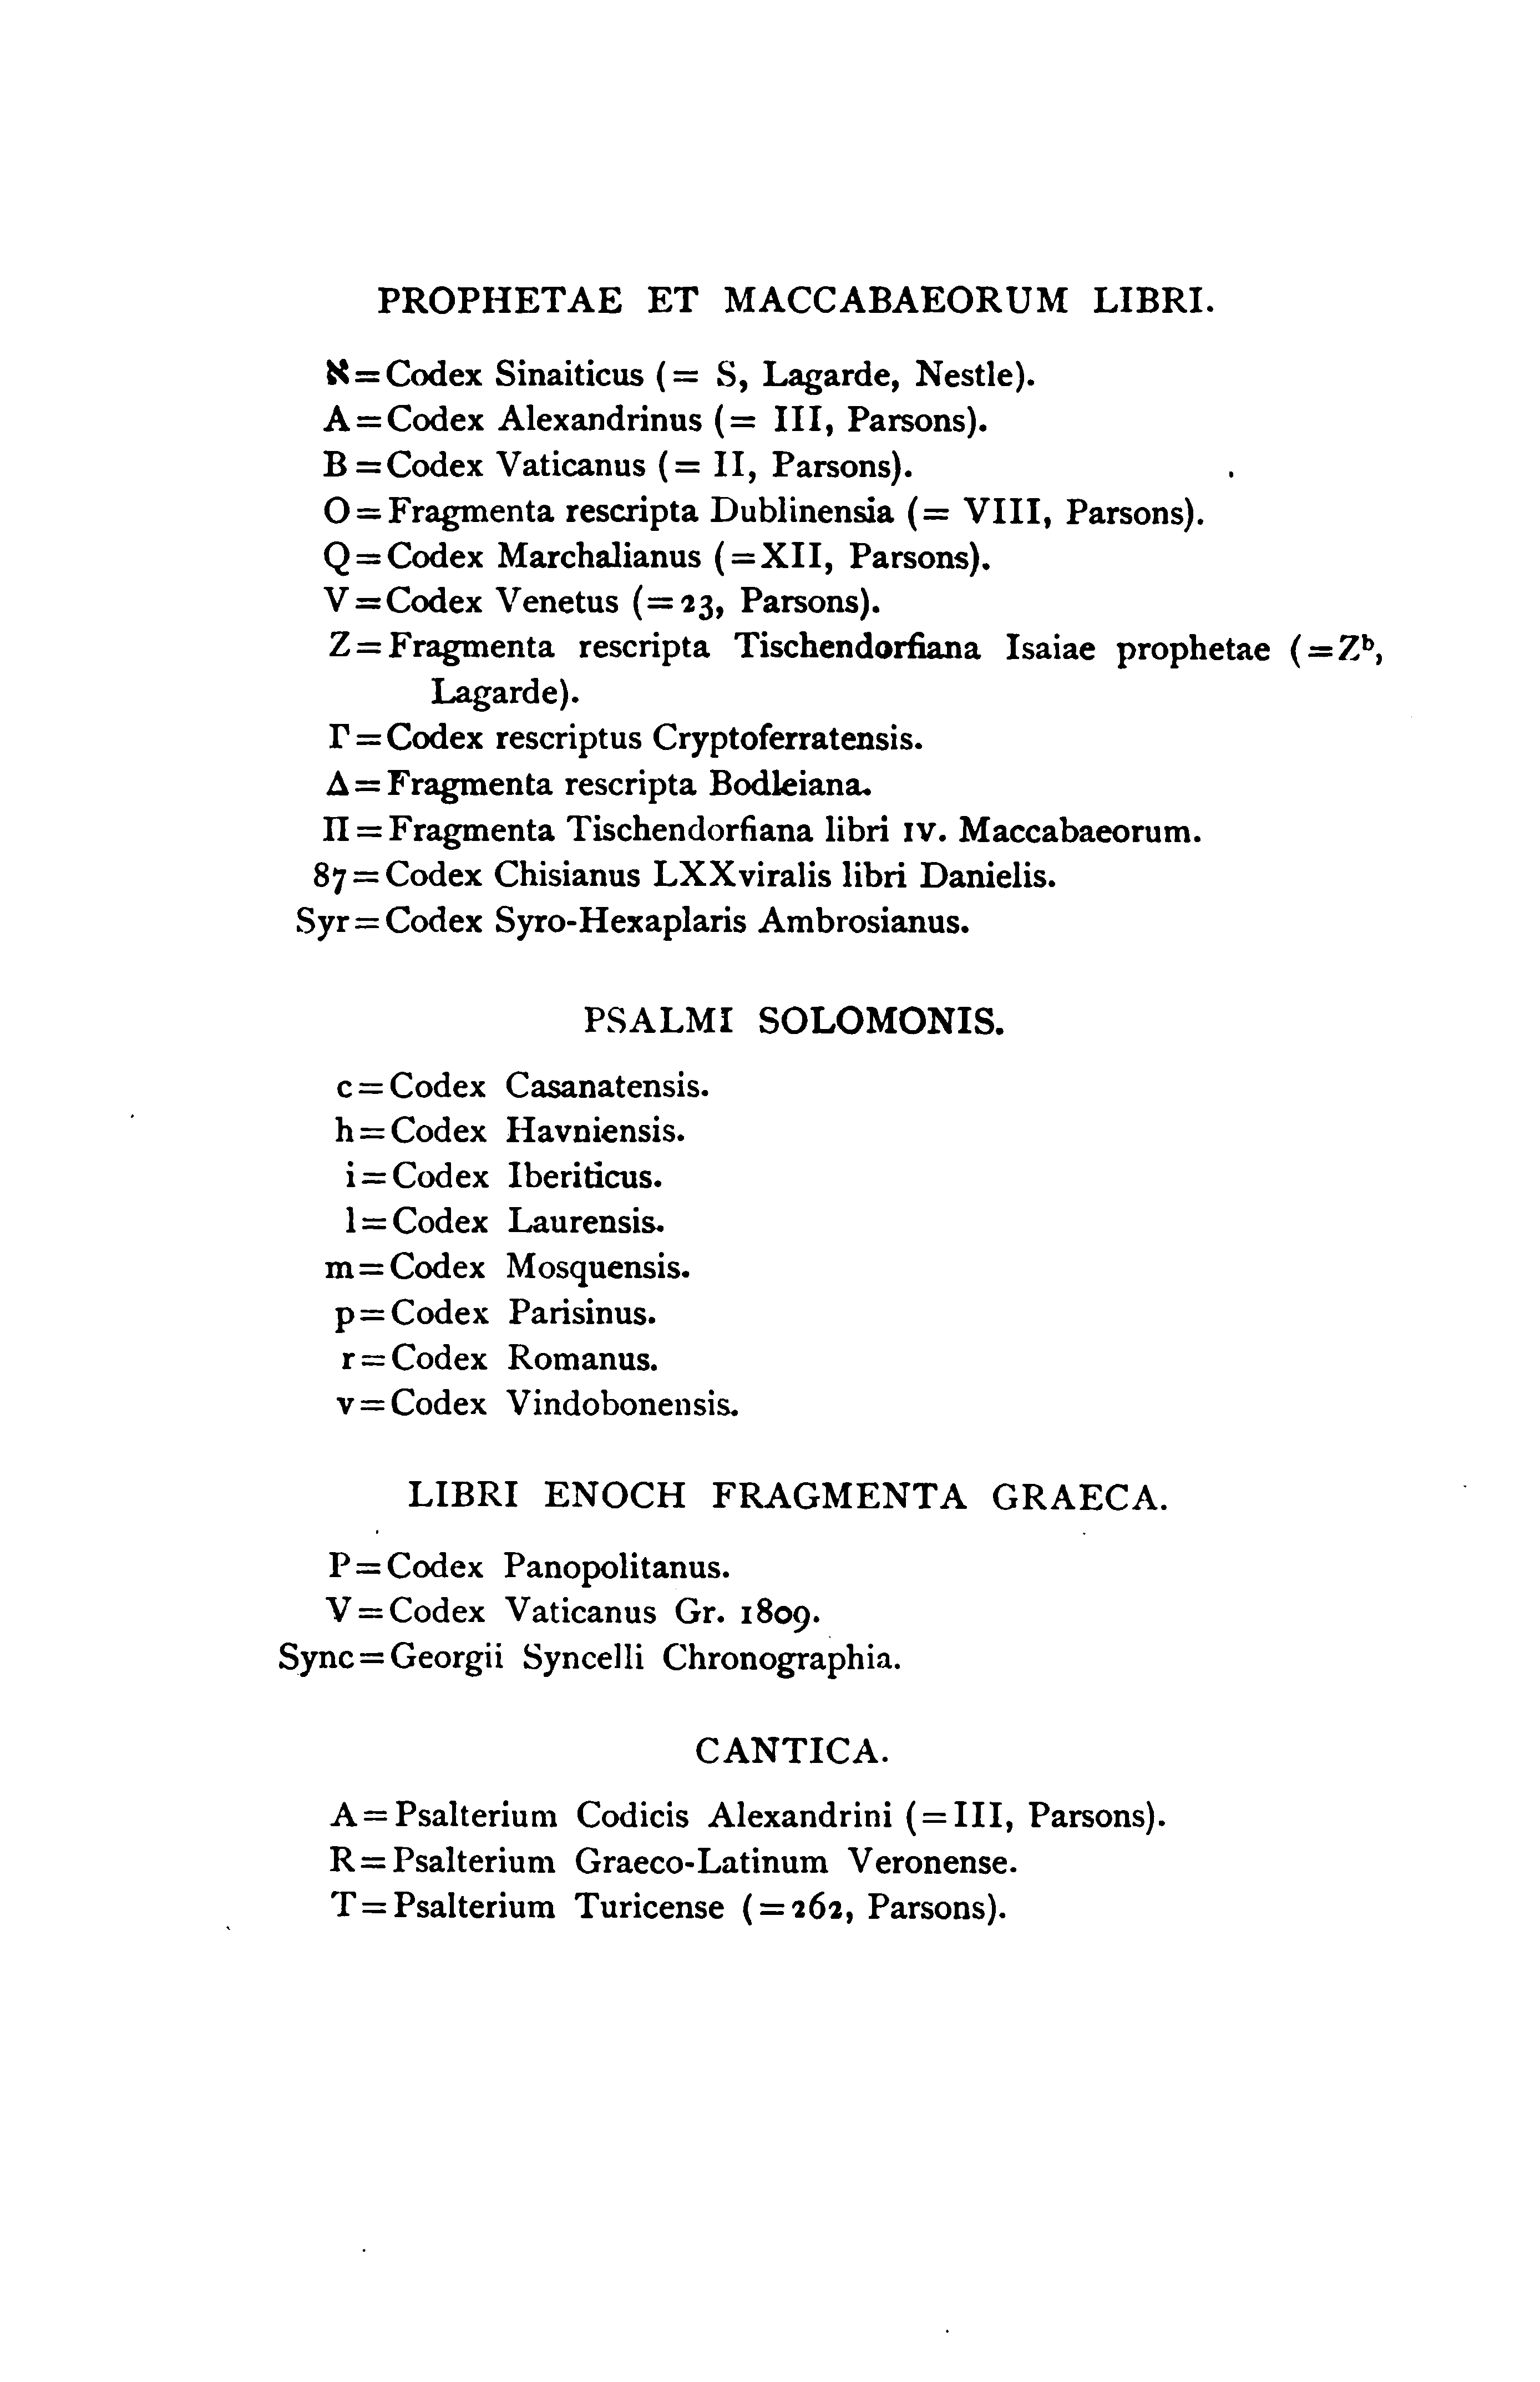 PROPHETAE ET MACCABAEORUM LIBRI.
א=Codex Sinaiticus (= S, Lagarde, Nestle).
A=Codex Alexandrinus (= III, Parsons).
B=Codex Vaticanus (= II, Parsons).
O=Fragmenta rescripta Dublinensia (= VIII, Parsons).
Q=Codex Marchalianus (=XII, Parsons).
V=Codex Venetus (=23, Parsons).
Z=Fragmenta rescripta Tischendorfiana Isaiae prophetae (=Zᵇ,
Lagarde).
Γ=Codex rescriptus Cryptoferratensis.
Δ=Fragmenta rescripta Bodleiana.
Π=Fragmenta Tischendorfiana libri IV. Maccabaeorum.
87=Codex Chisianus LXXviralis libri Danielis.
Syr=Codex Syro-Hexaplaris Ambrosianus.
PSALMI SOLOMONIS.
c=Codex Casanatensis.
h=Codex Havniensis.
i=Codex Iberiticus.
l=Codex Laurensis.
m=Codex Mosquensis.
p=Codex Parisinus.
r=Codex Romanus.
v=Codex Vindobonensis.
LIBRI ENOCH FRAGMENTA GRAECA.
P=Codex Panopolitanus.
V=Codex Vaticanus Gr. 1809.
Sync=Georgii Syncelli Chronographia.
CANTICA.
A=Psalterium Codicis Alexandrini (=III, Parsons).
R=Psalterium Graeco-Latinum Veronense.
T=Psalterium Turicense (=262, Parsons).